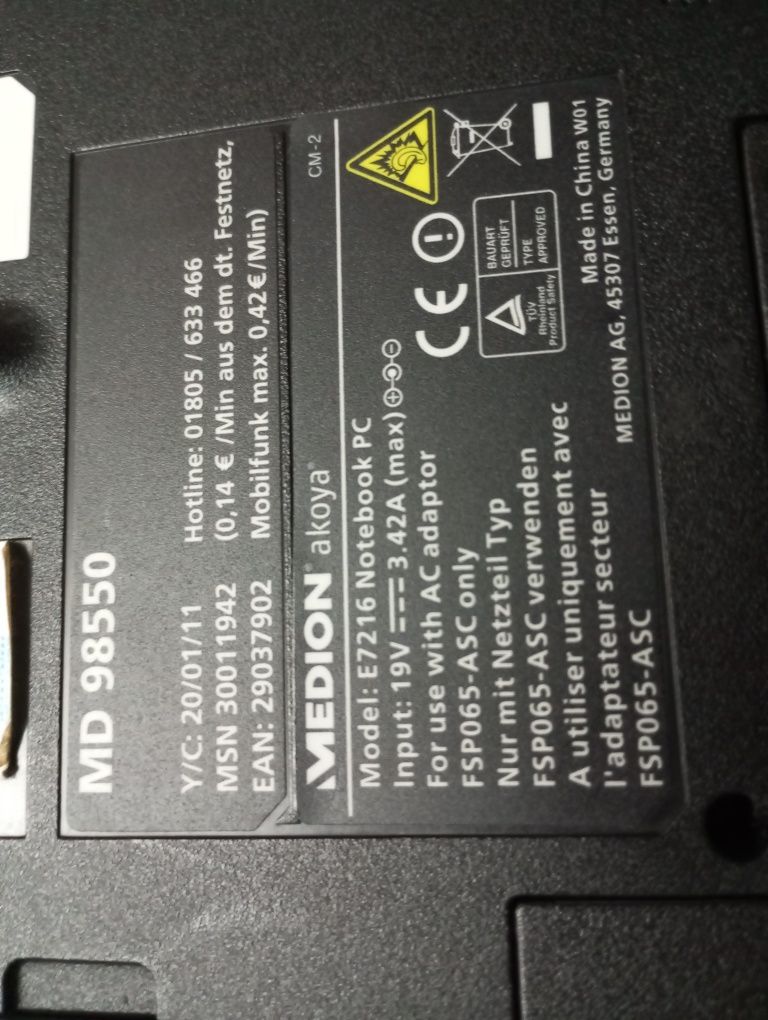 MD 98550
Y/C: 20/01/11
MSN 30011942
EAN: 29037902
Hotline: 01805 / 633 466
(0,14 € /Min aus dem dt. Festnetz,
Mobilfunk max. 0,42€/Min)
MEDION® akoya®
CM-2
Model: E7216 Notebook PC
Input: 19V 3.42A (max)
For use with AC adaptor
FSP065-ASC only
Nur mit Netzteil Typ
FSP065-ASC verwenden
A utiliser uniquement avec
l'adaptateur secteur
FSP065-ASC
CE
TÜV
Rheinland
Product Safety
BAUART
GEPRÜFT
TYPE
APPROVED
Made in China W01
MEDION AG, 45307 Essen, Germany